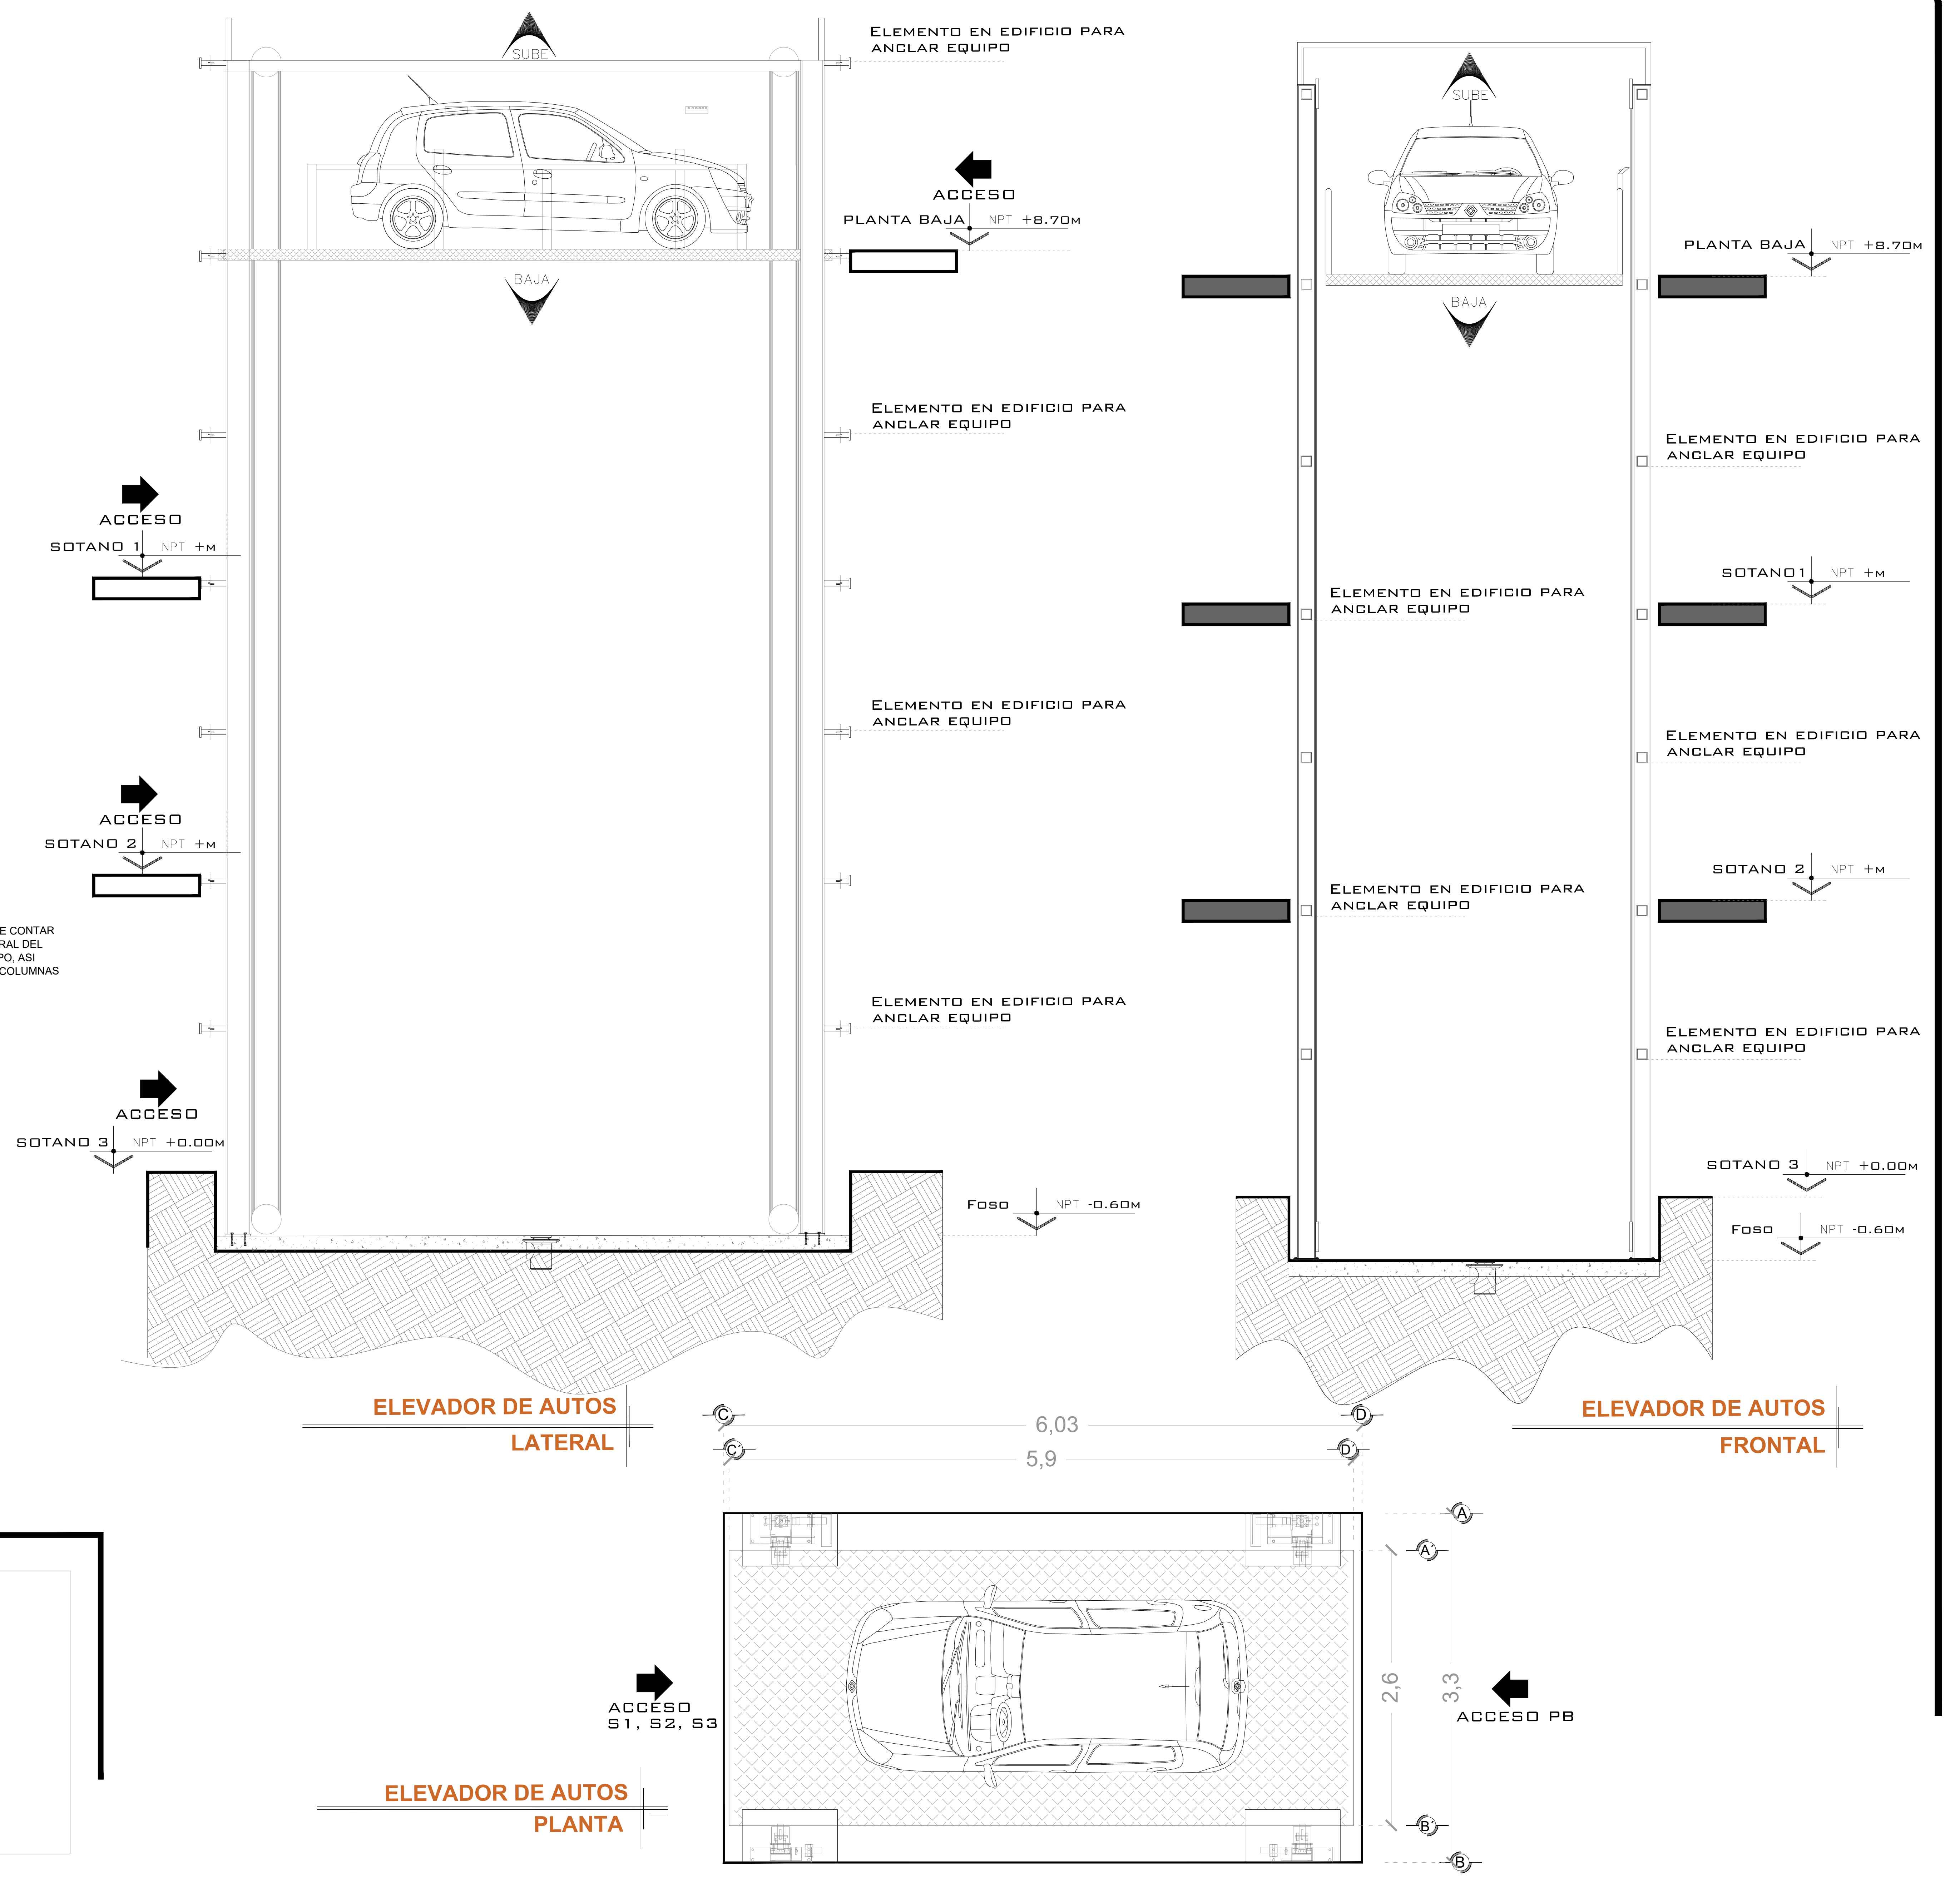 SUBE
ELEMENTO EN EDIFICIO PARA
ANCLAR EQUIPO
ACCESO
PLANTA BAJA NPT +8.70M
BAJA
ELEMENTO EN EDIFICIO PARA
ANCLAR EQUIPO
ACCESO
SOTANO 1 NPT +M
ELEMENTO EN EDIFICIO PARA
ANCLAR EQUIPO
ACCESO
SOTANO 2 NPT +M
E CONTAR
RAL DEL
PO, ASI
COLUMNAS
ELEMENTO EN EDIFICIO PARA
ANCLAR EQUIPO
ACCESO
SOTANO 3 NPT +0.00M
FOSO NPT -0.60M
ELEVADOR DE AUTOS
LATERAL
SUBE
PLANTA BAJA NPT +8.70M
BAJA
ELEMENTO EN EDIFICIO PARA
ANCLAR EQUIPO
SOTANO1 NPT +M
ELEMENTO EN EDIFICIO PARA
ANCLAR EQUIPO
ELEMENTO EN EDIFICIO PARA
ANCLAR EQUIPO
SOTANO 2 NPT +M
ELEMENTO EN EDIFICIO PARA
ANCLAR EQUIPO
ELEMENTO EN EDIFICIO PARA
ANCLAR EQUIPO
SOTANO 3 NPT +0.00M
FOSO NPT -0.60M
ELEVADOR DE AUTOS
FRONTAL
C 6,03 D
C´ 5,9 D´
A
A´
2,6
3,3
ACCESO
S1, S2, S3
ACCESO PB
B´
B
ELEVADOR DE AUTOS
PLANTA